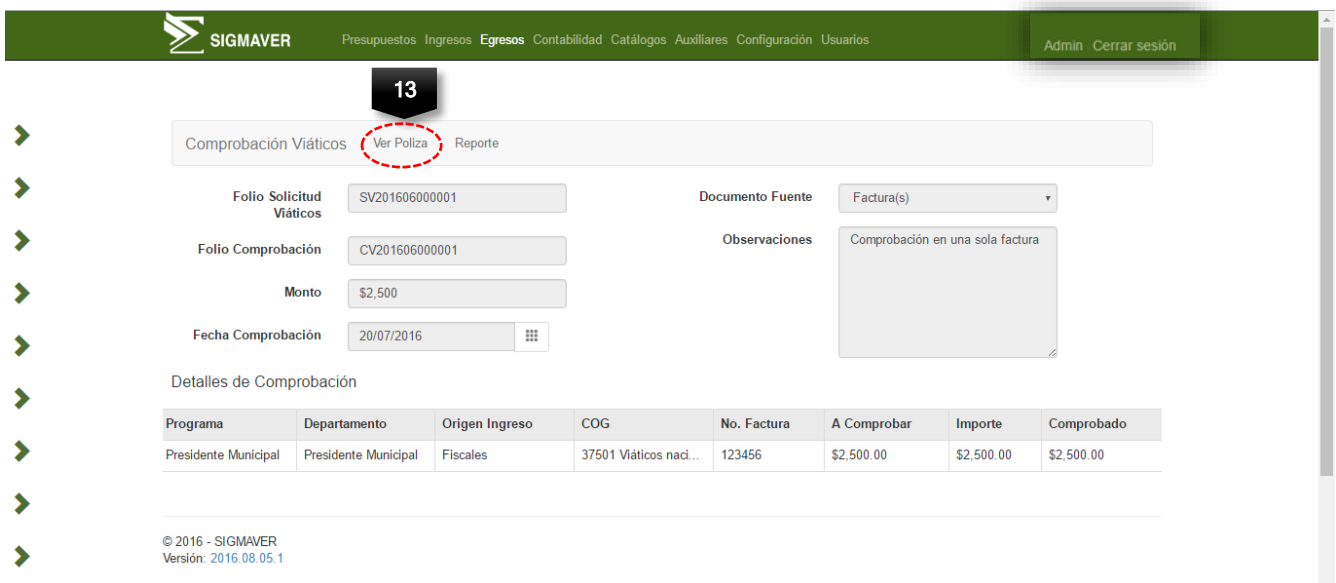 SIGMAVER
Presupuestos Ingresos Egresos Contabilidad Catálogos Auxiliares Configuración Usuarios
Admin Cerrar sesión
13
Comprobación Viáticos Ver Poliza Reporte
Folio Solicitud
Viáticos
SV201606000001
Folio Comprobación
CV201606000001
Monto
$2,500
Fecha Comprobación
20/07/2016
Documento Fuente
Factura(s)
Observaciones
Comprobación en una sola factura
Detalles de Comprobación
Programa Departamento Origen Ingreso COG No. Factura A Comprobar Importe Comprobado
Presidente Municipal Presidente Municipal Fiscales 37501 Viáticos naci... 123456 $2,500.00 $2,500.00 $2,500.00
© 2016 - SIGMAVER
Versión: 2016.08.05.1